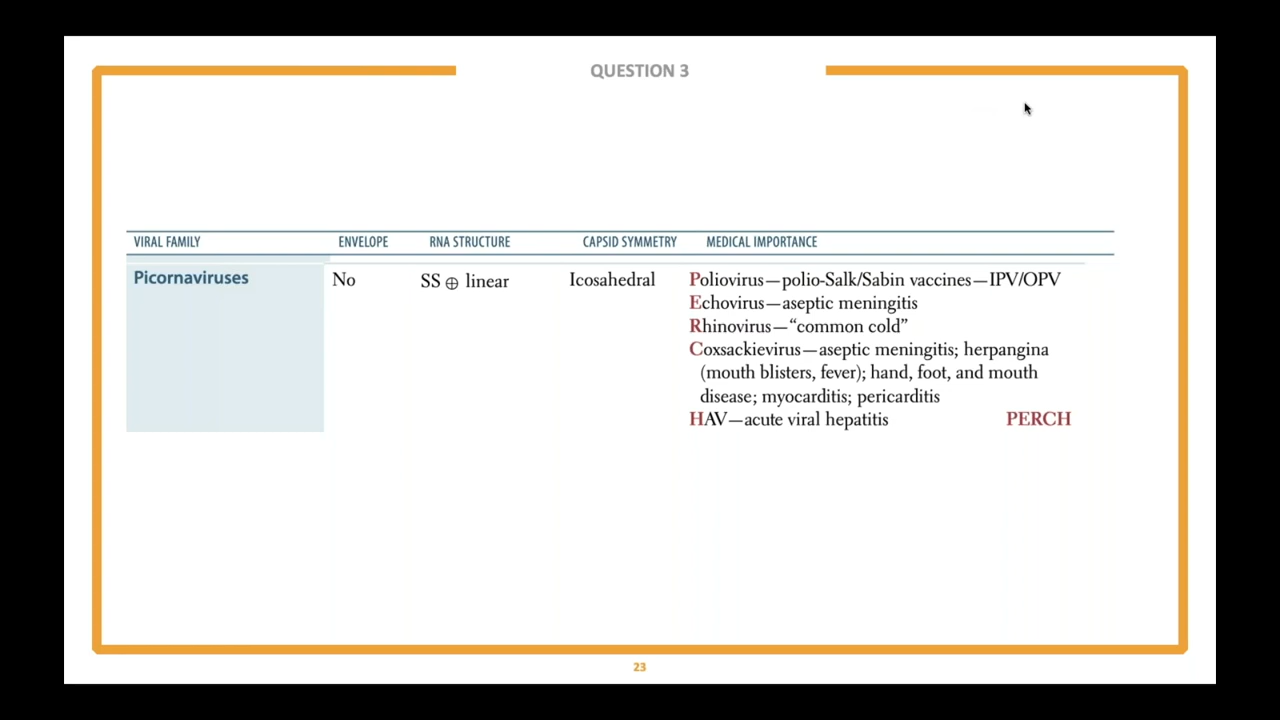 QUESTION 3
VIRAL FAMILY ENVELOPE RNA STRUCTURE CAPSID SYMMETRY MEDICAL IMPORTANCE
Picornaviruses No SS ⊕ linear Icosahedral Poliovirus—polio-Salk/Sabin vaccines—IPV/OPV
Echovirus—aseptic meningitis
Rhinovirus—“common cold”
Coxsackievirus—aseptic meningitis; herpangina
(mouth blisters, fever); hand, foot, and mouth
disease; myocarditis; pericarditis
HAV—acute viral hepatitis PERCH
23